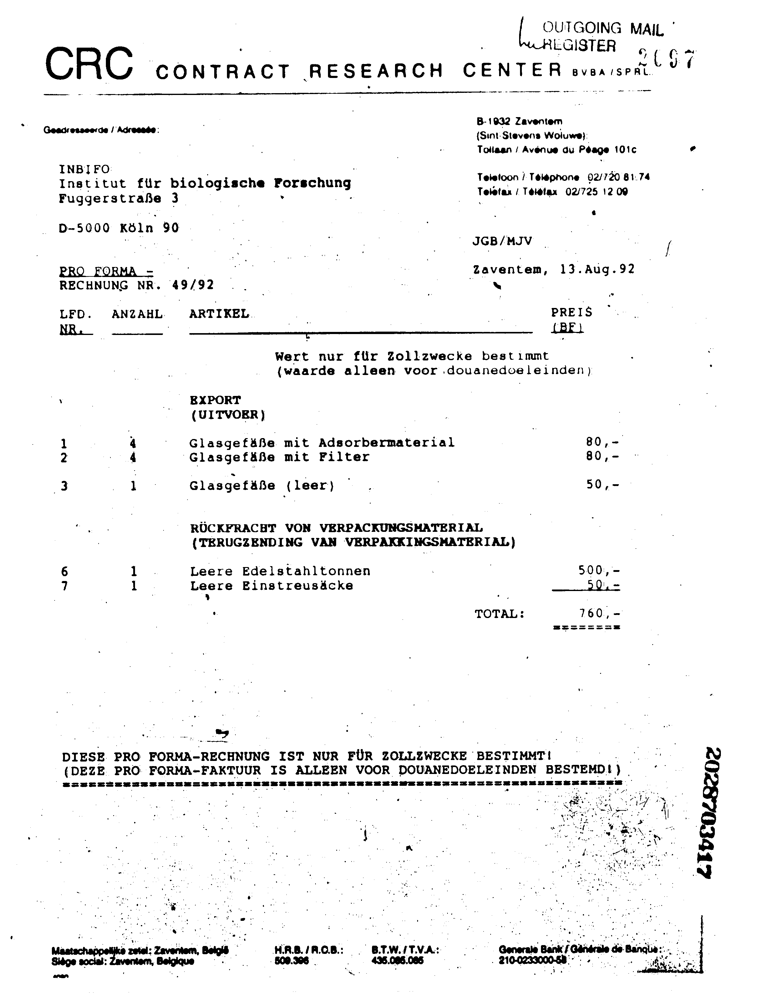 OUTGOING MAIL
REGISTER
CRC CONTRACT RESEARCH CENTER BVBA/SPRL
Geadresseerde / Adressée:
B-1932 Zaventem
(Sint-Stevens Woluwe)
Tollaan / Avenue du Péage 101c
Telefoon / Téléphone 02/720 81.74
Telefax / Téléfax 02/725 12 09
INBIFO
Institut für biologische Forschung
Fuggerstraße 3
D-5000 Köln 90
JGB/MJV
PRO FORMA -
RECHNUNG NR. 49/92
Zaventem, 13.Aug.92
LFD. ANZAHL ARTIKEL PREIS
NR. (BF)
Wert nur für Zollzwecke bestimmt
(waarde alleen voor douanedoeleinden)
EXPORT
(UITVOER)
1 4 Glasgefäße mit Adsorbermaterial 80,-
2 4 Glasgefäße mit Filter 80,-
3 1 Glasgefäße (leer) 50,-
RÜCKFRACHT VON VERPACKUNGSMATERIAL
(TERUGZENDING VAN VERPAKKINGSMATERIAL)
6 1 Leere Edelstahltonnen 500,-
7 1 Leere Einstreusäcke 50,-
TOTAL: 760,-
========
DIESE PRO FORMA-RECHNUNG IST NUR FÜR ZOLLZWECKE BESTIMMT!
(DEZE PRO FORMA-FAKTUUR IS ALLEEN VOOR DOUANEDOELEINDEN BESTEMD!)
2028703417
Maatschappelijke zetel: Zaventem, België
Siège social: Zaventem, Belgique
H.R.B. / R.C.B.:
509.396
B.T.W. / T.V.A.:
435.095.085
Generale Bank / Générale de Banque: